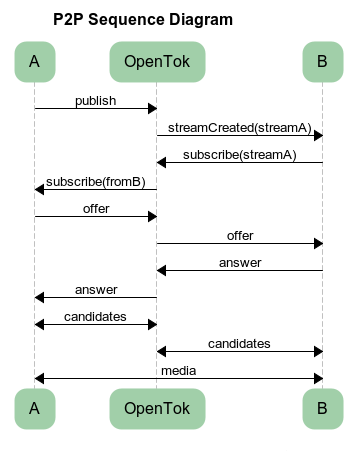 P2P Sequence Diagram
A OpenTok B
publish
streamCreated(streamA)
subscribe(streamA)
subscribe(fromB)
offer
offer
answer
answer
candidates
candidates
media
A OpenTok B